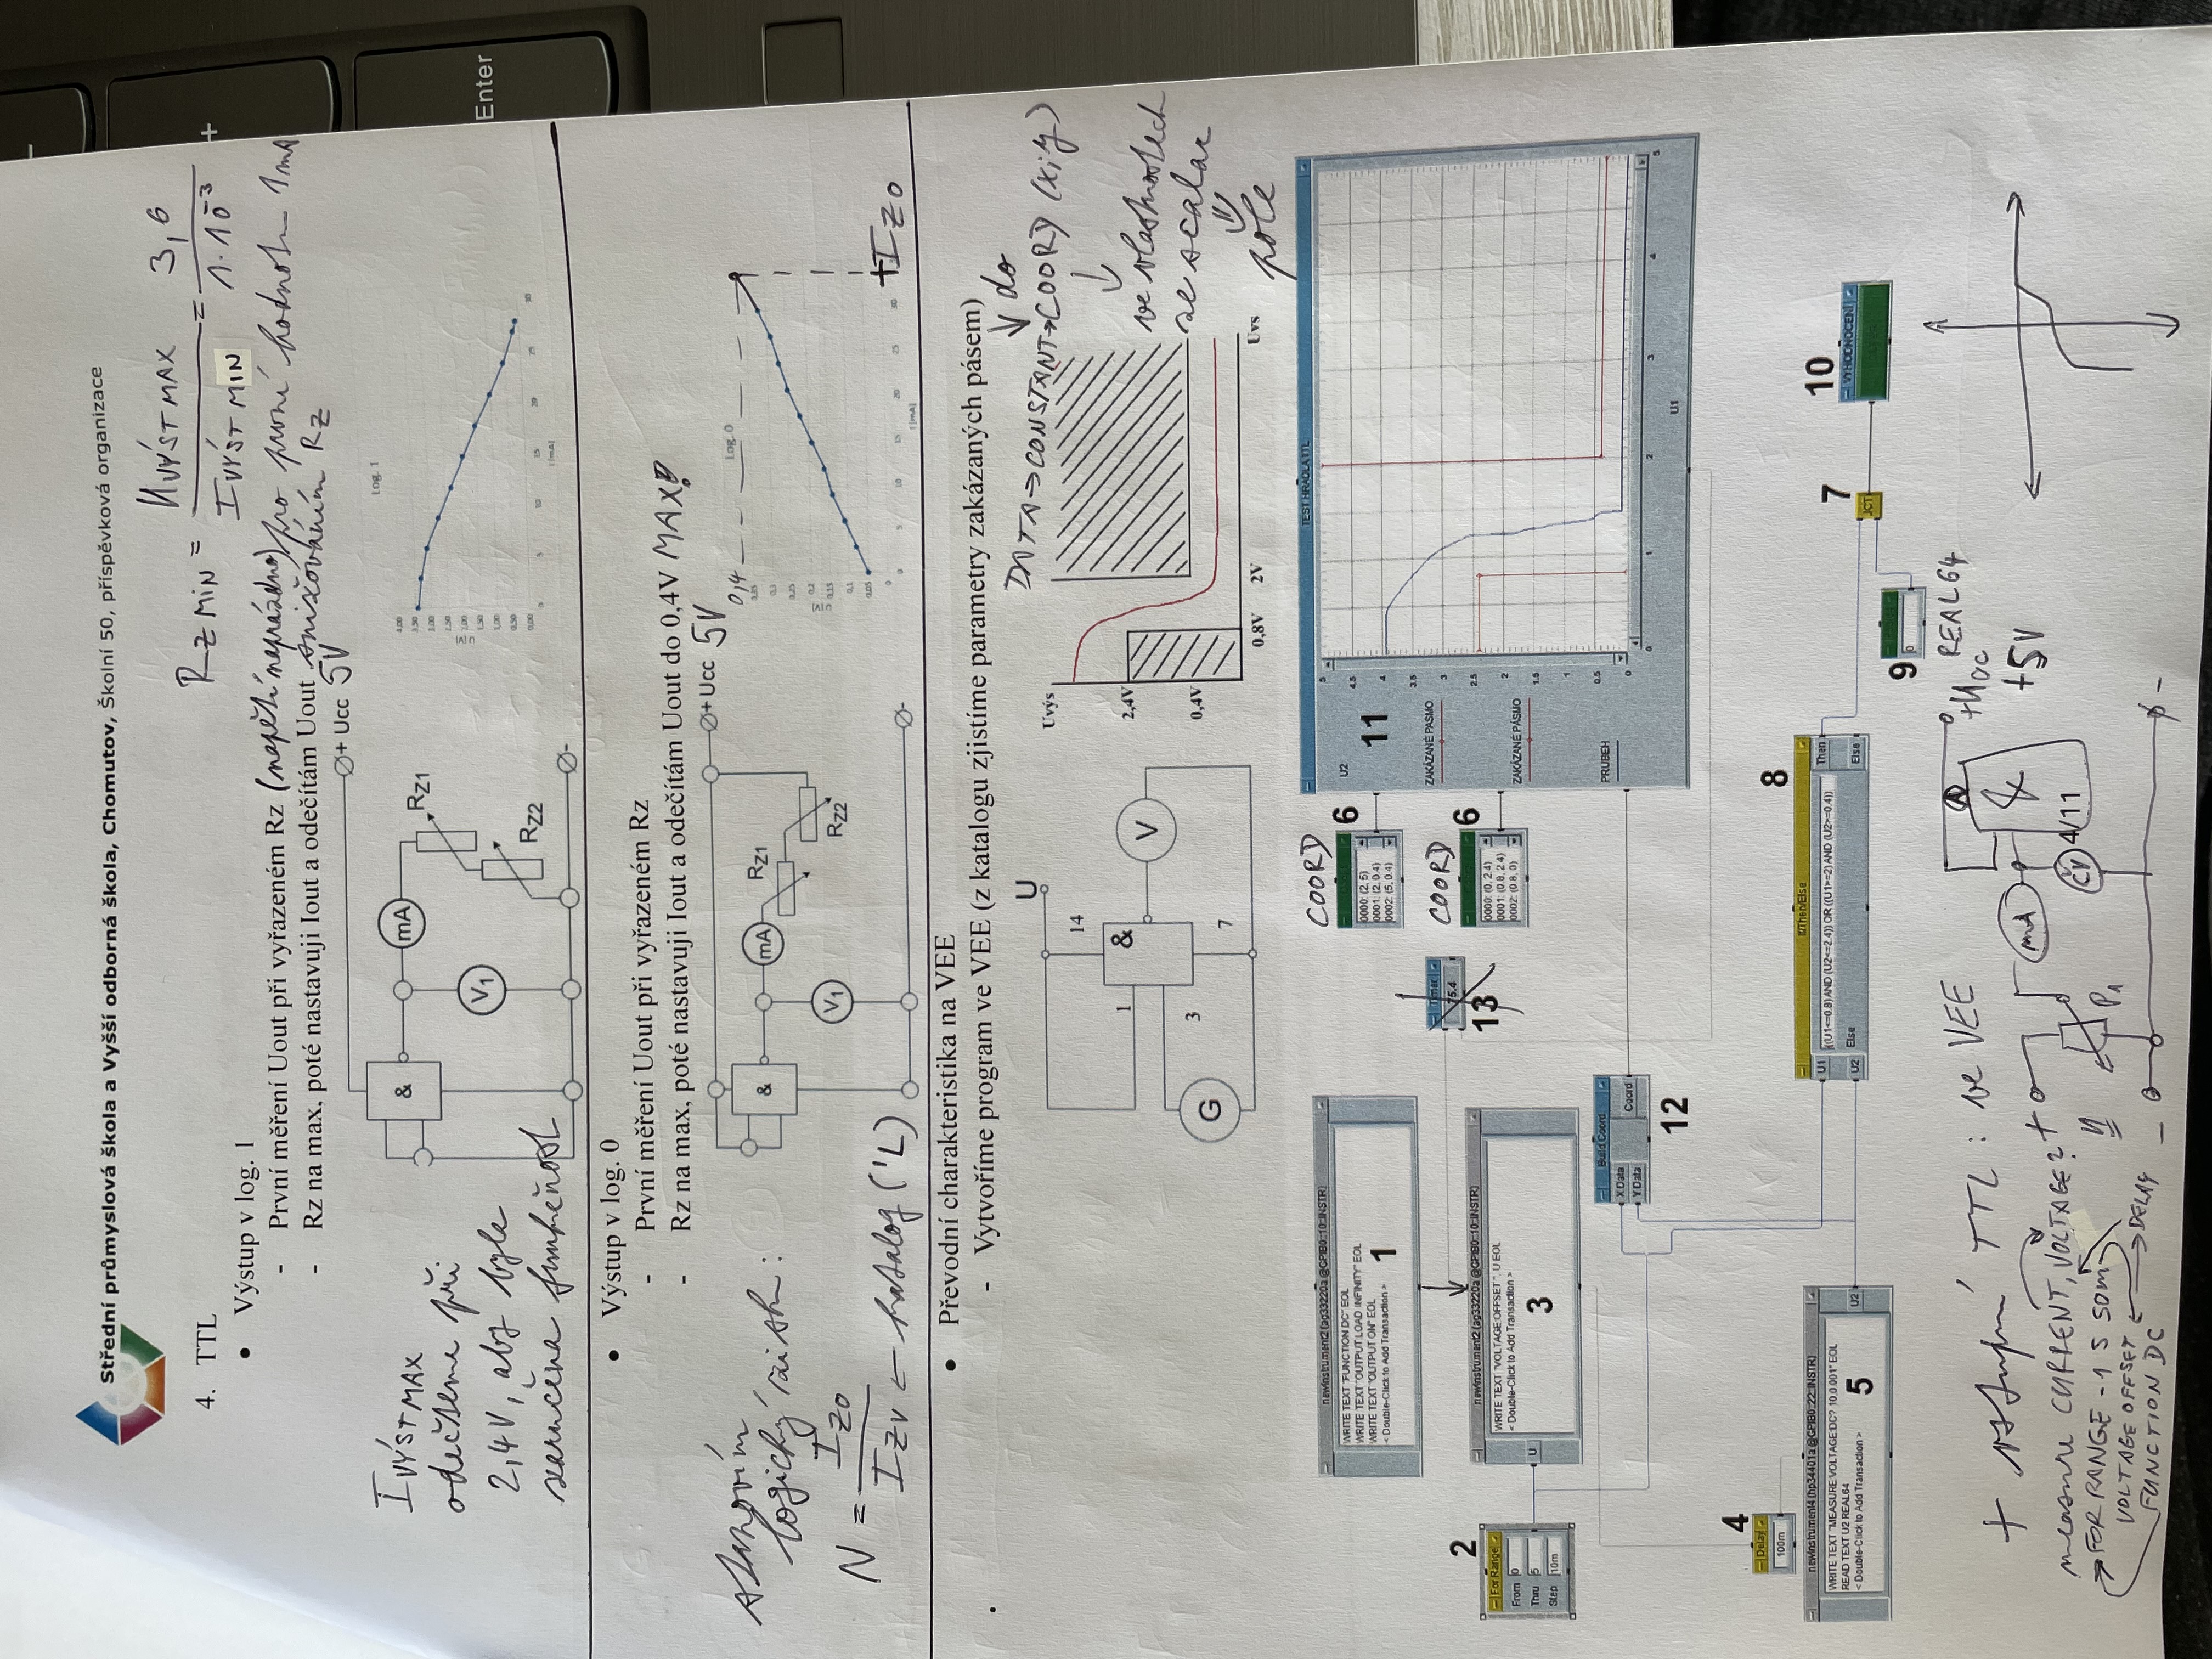 Střední průmyslová škola a Vyšší odborná škola, Chomutov, Školní 50, příspěvková organizace
RZ MIN = UVÝST MAX / IVÝST MIN = 3,6 / 1·10⁻³
4. TTL
• Výstup v log. 1
- První měření Uout při vyřazeném Rz (napětí naprázdno) pro první hodnotu 1mA
- Rz na max, poté nastavuji Iout a odečítám Uout snižováním RZ
+ Ucc 5V
IVÝST MAX
odečteme při
2,4V, aby byla
zaručena funkčnost
&
mA
RZ1
V1
RZ2
-
Log. 1
4,00
3,50
3,00
2,50
2,00
1,50
1,00
0,50
0,00
U [V]
0 5 10 15 20 25 30
I [mA]
• Výstup v log. 0
- První měření Uout při vyřazeném Rz
- Rz na max, poté nastavuji Iout a odečítám Uout do 0,4V MAX!
+ Ucc 5V
stanovím
logický zisk:
N = IZ0 / IZV ← katalog ('L)
&
mA
RZ1
V1
RZ2
-
0,4
Log. 0
0,35
0,3
0,25
0,2
0,15
0,1
0,05
0
U [V]
0 5 10 15 20 25 30
I [mA]
IZ0
• Převodní charakteristika na VEE
- Vytvoříme program ve VEE (z katalogu zjistíme parametry zakázaných pásem)
↓ do
DATA→CONSTANT→COORD (x;y)
↓
ve vlastnostech
ze scalar
⇓
pole
U
14
1
&
V
3
G
7
Uvýs
2,4V
0,4V
0,8V 2V Uvs
newInstrument2 (ag33220a @GPIB0::10::INSTR)
WRITE TEXT "FUNCTION DC" EOL
WRITE TEXT "OUTPUT:LOAD INFINITY" EOL
WRITE TEXT "OUTPUT ON" EOL
< Double-Click to Add Transaction >
1
COORD
6
0000: (2, 5)
0001: (2, 0.4)
0002: (5, 0.4)
COORD
6
0000: (0, 2.4)
0001: (0.8, 2.4)
0002: (0.8, 0)
TEST HRADLA TTL
U2
11
ZAKÁZANÉ PASMO
ZAKÁZANÉ PÁSMO
PRUBEH
5
4.5
4
3.5
3
2.5
2
1.5
1
0.5
0
0 1 2 3 4 5
U1
Timer
75.4
13
2
For Range
From 0
Thru 5
Step 10m
newInstrument2 (ag33220a @GPIB0::10::INSTR)
U
WRITE TEXT "VOLTAGE:OFFSET ", U EOL
< Double-Click to Add Transaction >
3
Build Coord
X Data
Y Data
Coord
12
4
Delay
100m
newInstrument4 (hp34401a @GPIB0::22::INSTR)
WRITE TEXT "MEASURE:VOLTAGE:DC? 10,0.001" EOL
READ TEXT U2 REAL64
< Double-Click to Add Transaction >
5
U2
8
If/Then/Else
U1
U2
((U1<=0.8) AND (U2<=2.4)) OR ((U1>=2) AND (U2>=0.4))
Else
Then
Else
7
JCT
10
VYHODNOCENI
9
0
REAL64
+ vstupní TTL: ve VEE
measure CURRENT, VOLTAGE?
FOR RANGE -1 5 50m
VOLTAGE OFFSET
DELAY
FUNCTION DC
+
-
P1
mA
A
&
ČV
+UCC
+5V
-
4/11
Enter
+